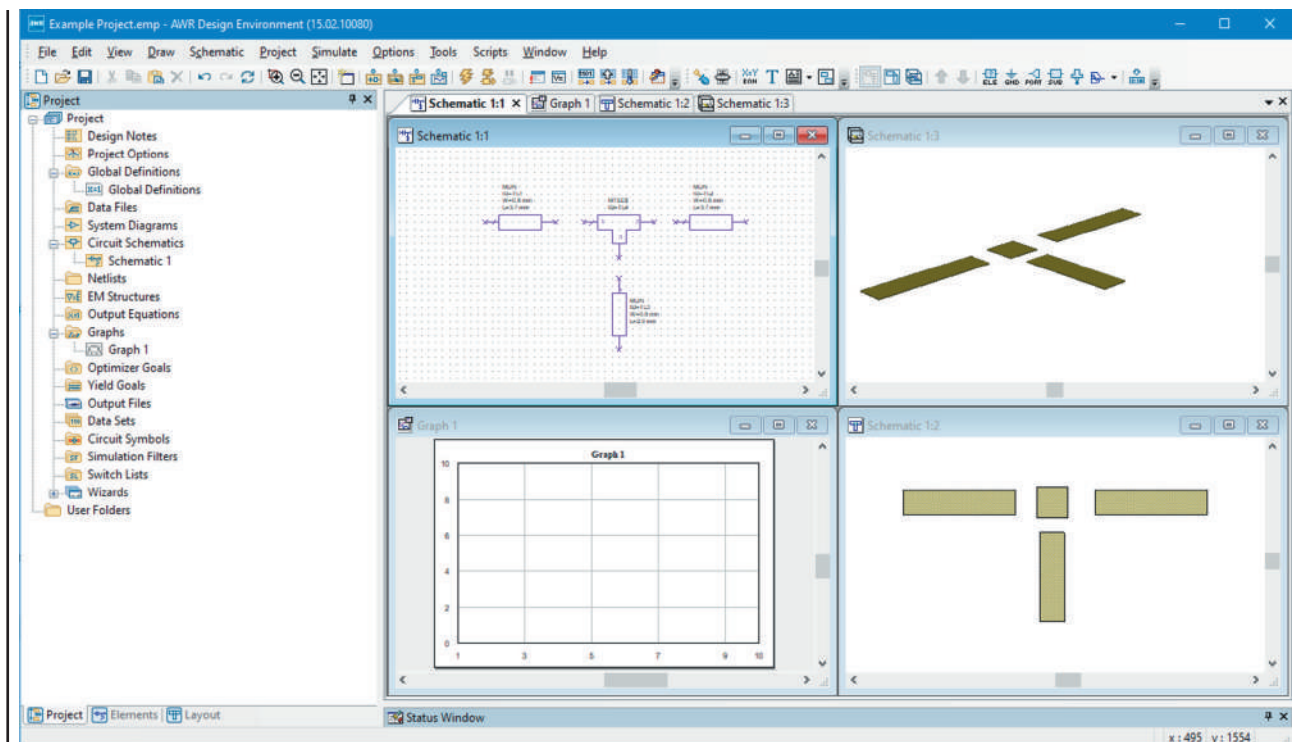 Example Project.emp - AWR Design Environment (15.02.10080)
File Edit View Draw Schematic Project Simulate Options Tools Scripts Window Help
Project
Schematic 1:1
Graph 1
Schematic 1:2
Schematic 1:3
Project
Design Notes
Project Options
Global Definitions
Global Definitions
Data Files
System Diagrams
Circuit Schematics
Schematic 1
Netlists
EM Structures
Output Equations
Graphs
Graph 1
Optimizer Goals
Yield Goals
Output Files
Data Sets
Circuit Symbols
Simulation Filters
Switch Lists
Wizards
User Folders
Schematic 1:1
Schematic 1:3
Graph 1
Graph 1
10
8
6
4
2
0
1 3 5 7 9 10
Schematic 1:2
Project Elements Layout
Status Window
x : 495 y : 1554